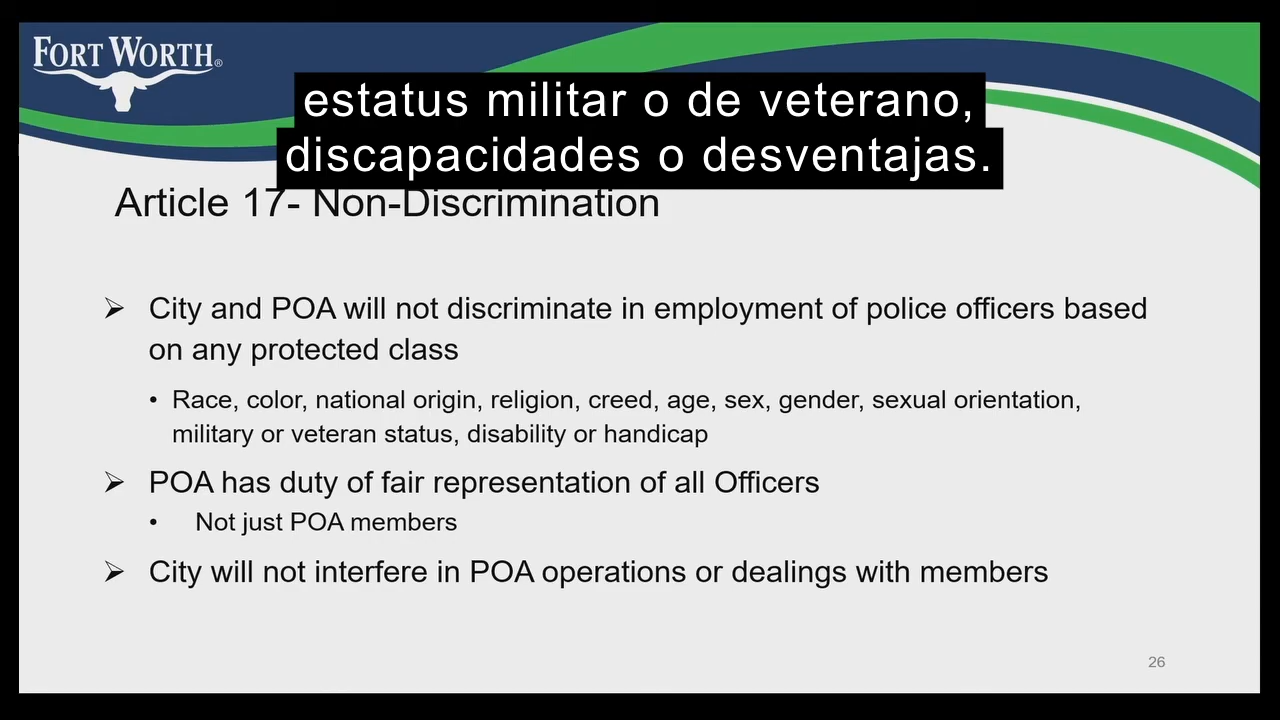 FORT WORTH®
estatus militar o de veterano,
discapacidades o desventajas.
Article 17- Non-Discrimination
➢ City and POA will not discriminate in employment of police officers based
on any protected class
• Race, color, national origin, religion, creed, age, sex, gender, sexual orientation,
military or veteran status, disability or handicap
➢ POA has duty of fair representation of all Officers
• Not just POA members
➢ City will not interfere in POA operations or dealings with members
26